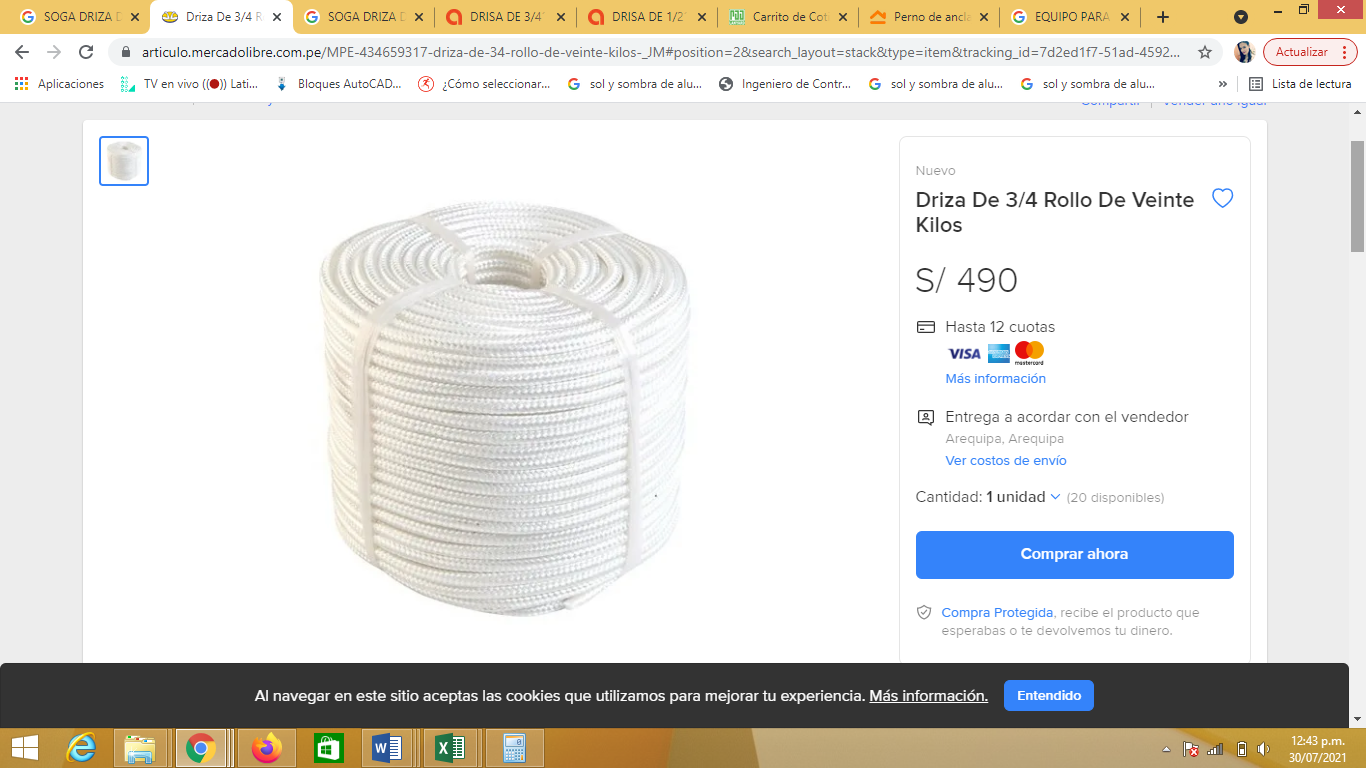 SOGA DRIZA D
Driza De 3/4 R
SOGA DRIZA D
DRISA DE 3/4
DRISA DE 1/2
Carrito de Cot
Perno de ancla
EQUIPO PARA
articulo.mercadolibre.com.pe/MPE-434659317-driza-de-34-rollo-de-veinte-kilos-_JM#position=2&search_layout=stack&type=item&tracking_id=7d2ed1f7-51ad-4592...
Actualizar
Aplicaciones
TV en vivo ((●) Lati...
Bloques AutoCAD...
¿Cómo seleccionar...
sol y sombra de alu...
Ingeniero de Contr...
sol y sombra de alu...
sol y sombra de alu...
»
Lista de lectura
Compartir
Vender uno igual
Nuevo
Driza De 3/4 Rollo De Veinte
Kilos
S/ 490
Hasta 12 cuotas
VISA
mastercard
Más información
Entrega a acordar con el vendedor
Arequipa, Arequipa
Ver costos de envío
Cantidad: 1 unidad (20 disponibles)
Comprar ahora
Compra Protegida, recibe el producto que
esperabas o te devolvemos tu dinero.
Al navegar en este sitio aceptas las cookies que utilizamos para mejorar tu experiencia. Más información.
Entendido
12:43 p.m.
30/07/2021